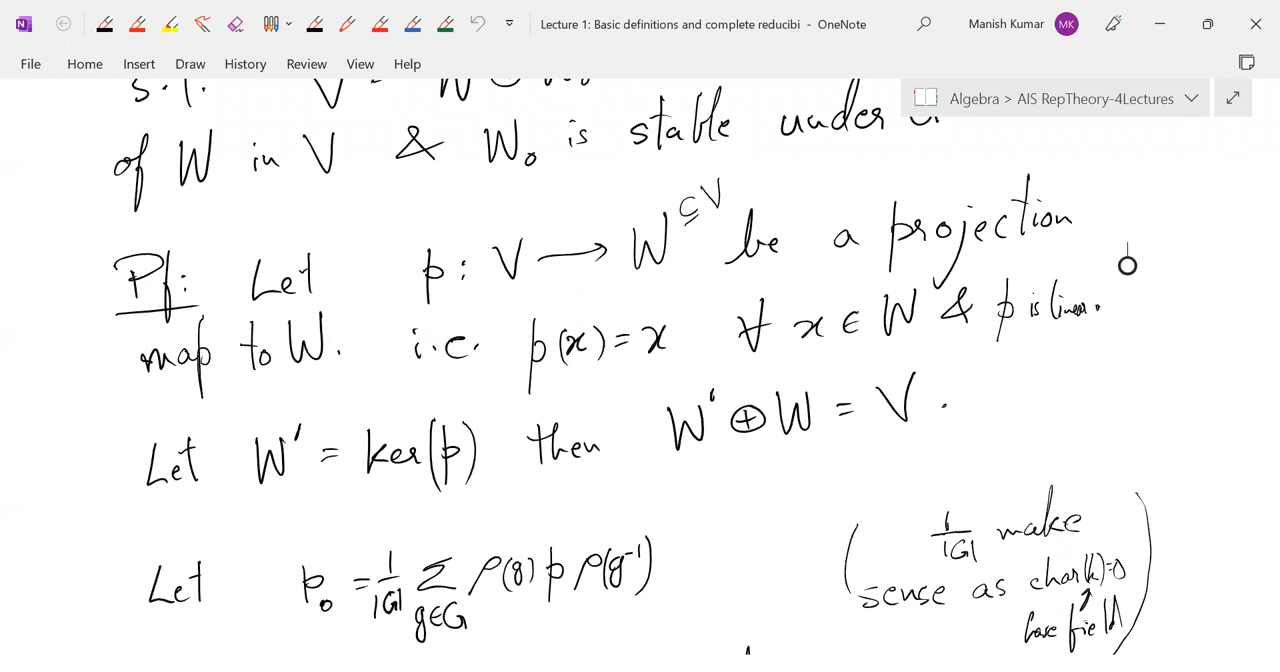 Lecture 1: Basic definitions and complete reducibi - OneNote
Manish Kumar
MK
File Home Insert Draw History Review View Help
Algebra > AIS RepTheory-4Lectures
s.t. V = W ⊕ W₀
of W in V & W₀ is stable under
Pf: Let p : V ⟶ W ⊆ V be a projection
map to W. i.e. p(x) = x ∀ x ∈ W & p is linear.
Let W' = ker(p) then W' ⊕ W = V.
Let p₀ = 1/|G| Σ g∈G ρ(g) p ρ(g⁻¹)
( 1/|G| make
sense as char(k)=0
base field )